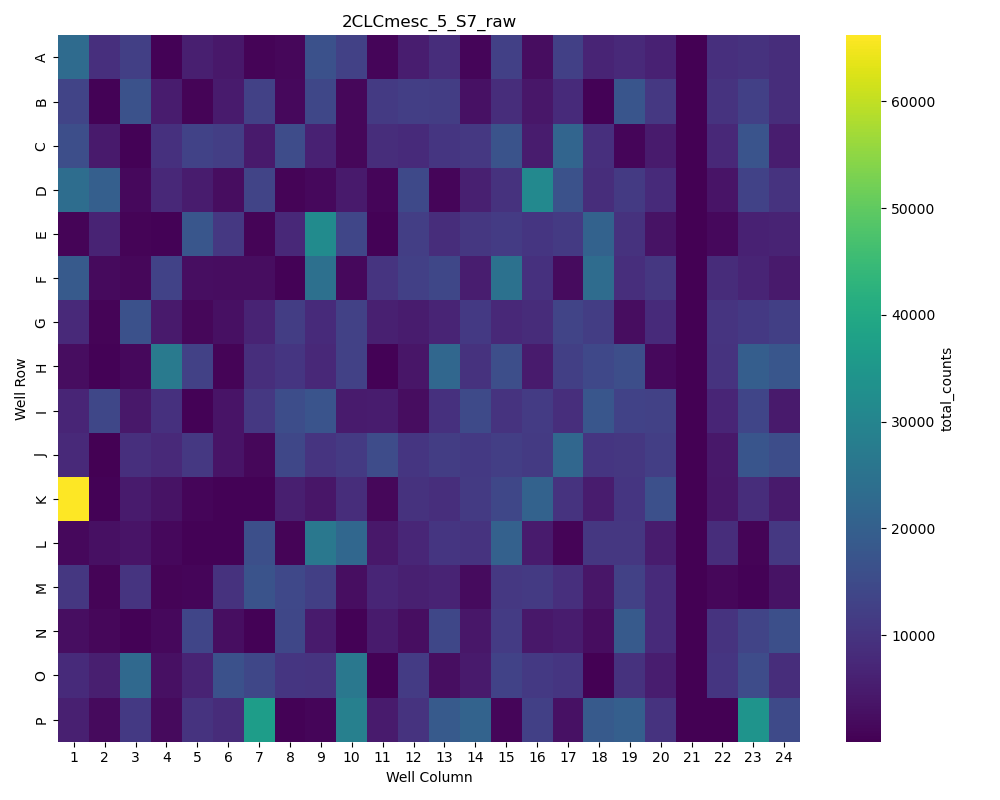 2CLCmesc_5_S7_raw
A
B
C
D
E
F
G
H
I
J
K
L
M
N
O
P
Well Row
1 2 3 4 5 6 7 8 9 10 11 12 13 14 15 16 17 18 19 20 21 22 23 24
Well Column
60000
50000
40000
30000
20000
10000
total_counts